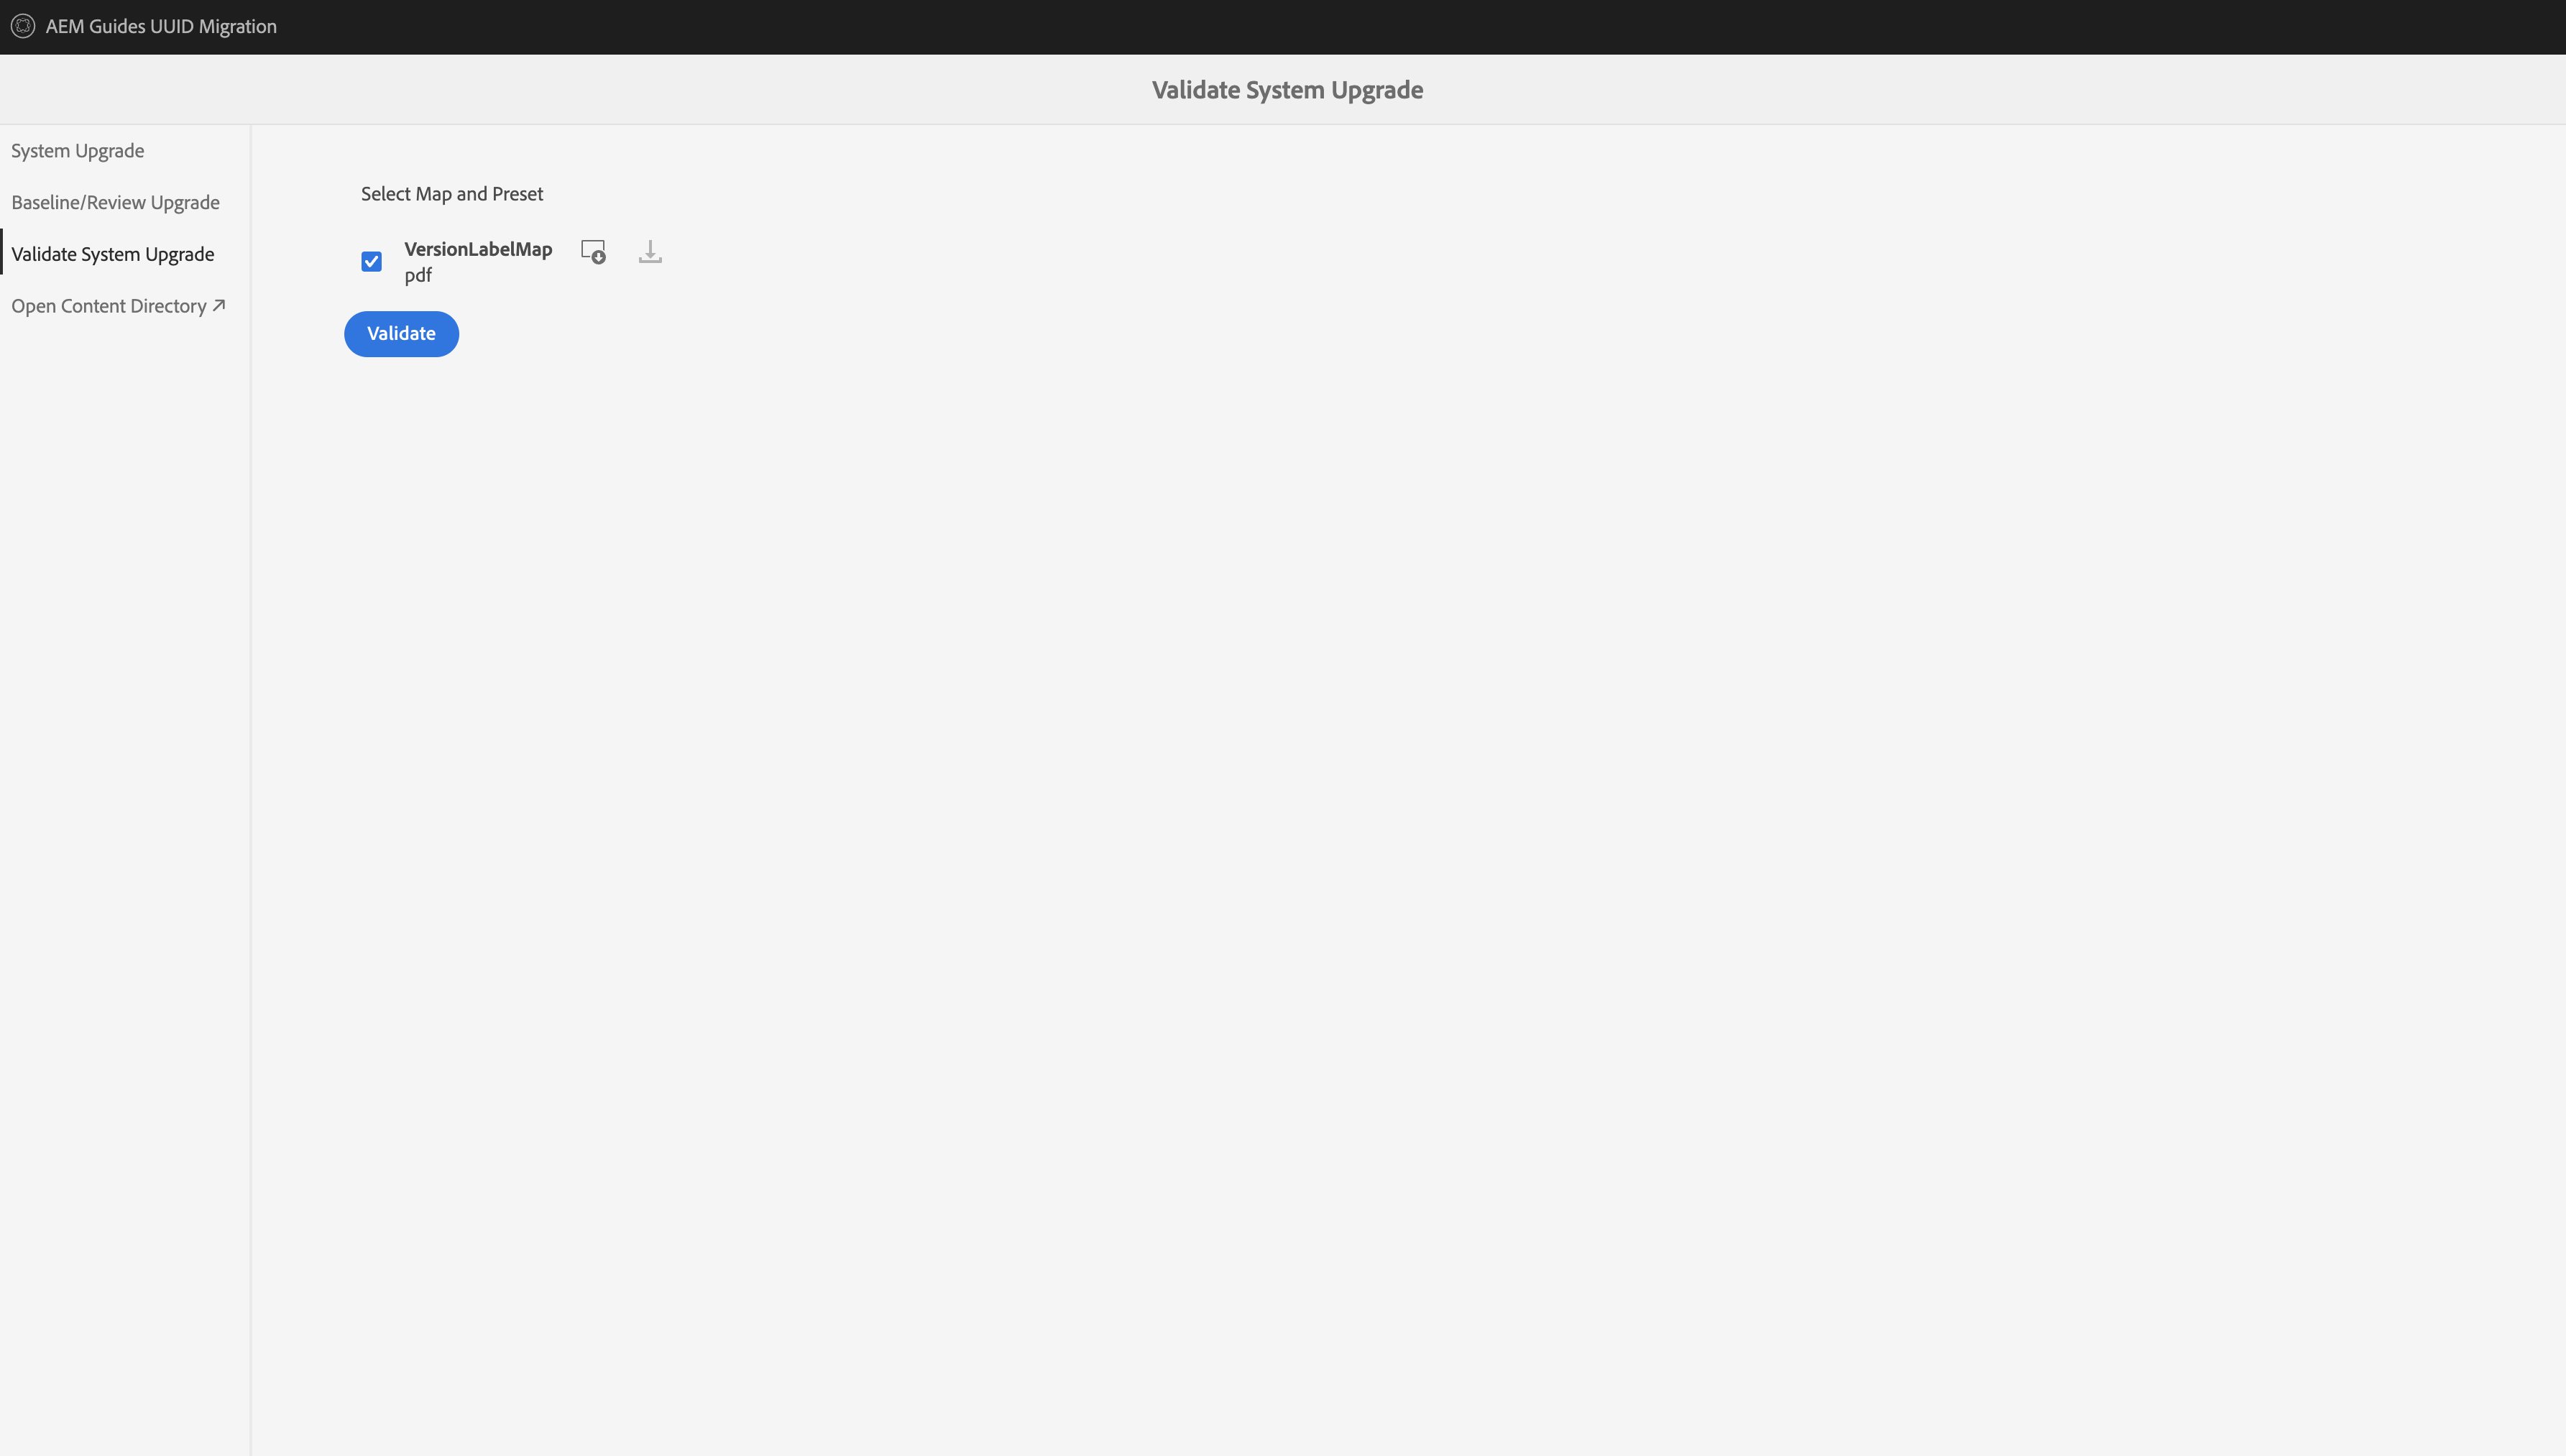 AEM Guides UUID Migration
Validate System Upgrade
System Upgrade
Baseline/Review Upgrade
Validate System Upgrade
Open Content Directory
Select Map and Preset
VersionLabelMap
pdf
Validate